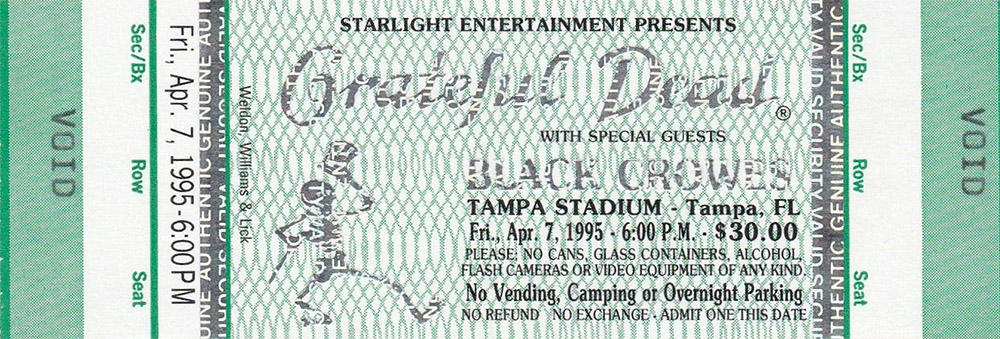 VOID
Sec/Bx Row Seat
Fri., Apr. 7, 1995 - 6:00PM
Weldon, Williams & Lick
STARLIGHT ENTERTAINMENT PRESENTS
Grateful Dead®
WITH SPECIAL GUESTS
BLACK CROWES
TAMPA STADIUM - Tampa, FL
Fri., Apr. 7, 1995 - 6:00 P.M. - $30.00
PLEASE: NO CANS, GLASS CONTAINERS, ALCOHOL,
FLASH CAMERAS OR VIDEO EQUIPMENT OF ANY KIND.
No Vending, Camping or Overnight Parking
NO REFUND NO EXCHANGE - ADMIT ONE THIS DATE
Sec/Bx Row Seat
VOID